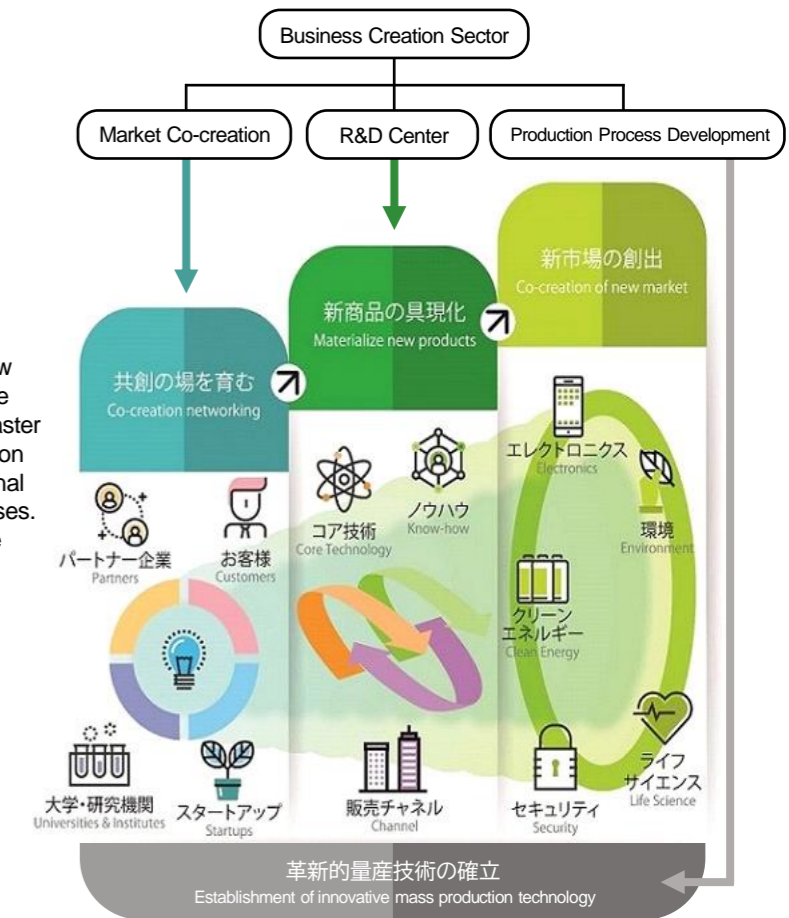 Business Creation Sector
Market Co-creation
R&D Center
Production Process Development
新市場の創出
Co-creation of new market
新商品の具現化
Materialize new products
共創の場を育む
Co-creation networking
aster
on
nal
ses.
パートナー企業
Partners
お客様
Customers
コア技術
Core Technology
ノウハウ
Know-how
エレクトロニクス
Electronics
環境
Environment
クリーン
エネルギー
Clean Energy
大学・研究機関
Universities & Institutes
スタートアップ
Startups
販売チャネル
Channel
セキュリティ
Security
ライフ
サイエンス
Life Science
革新的量産技術の確立
Establishment of innovative mass production technology